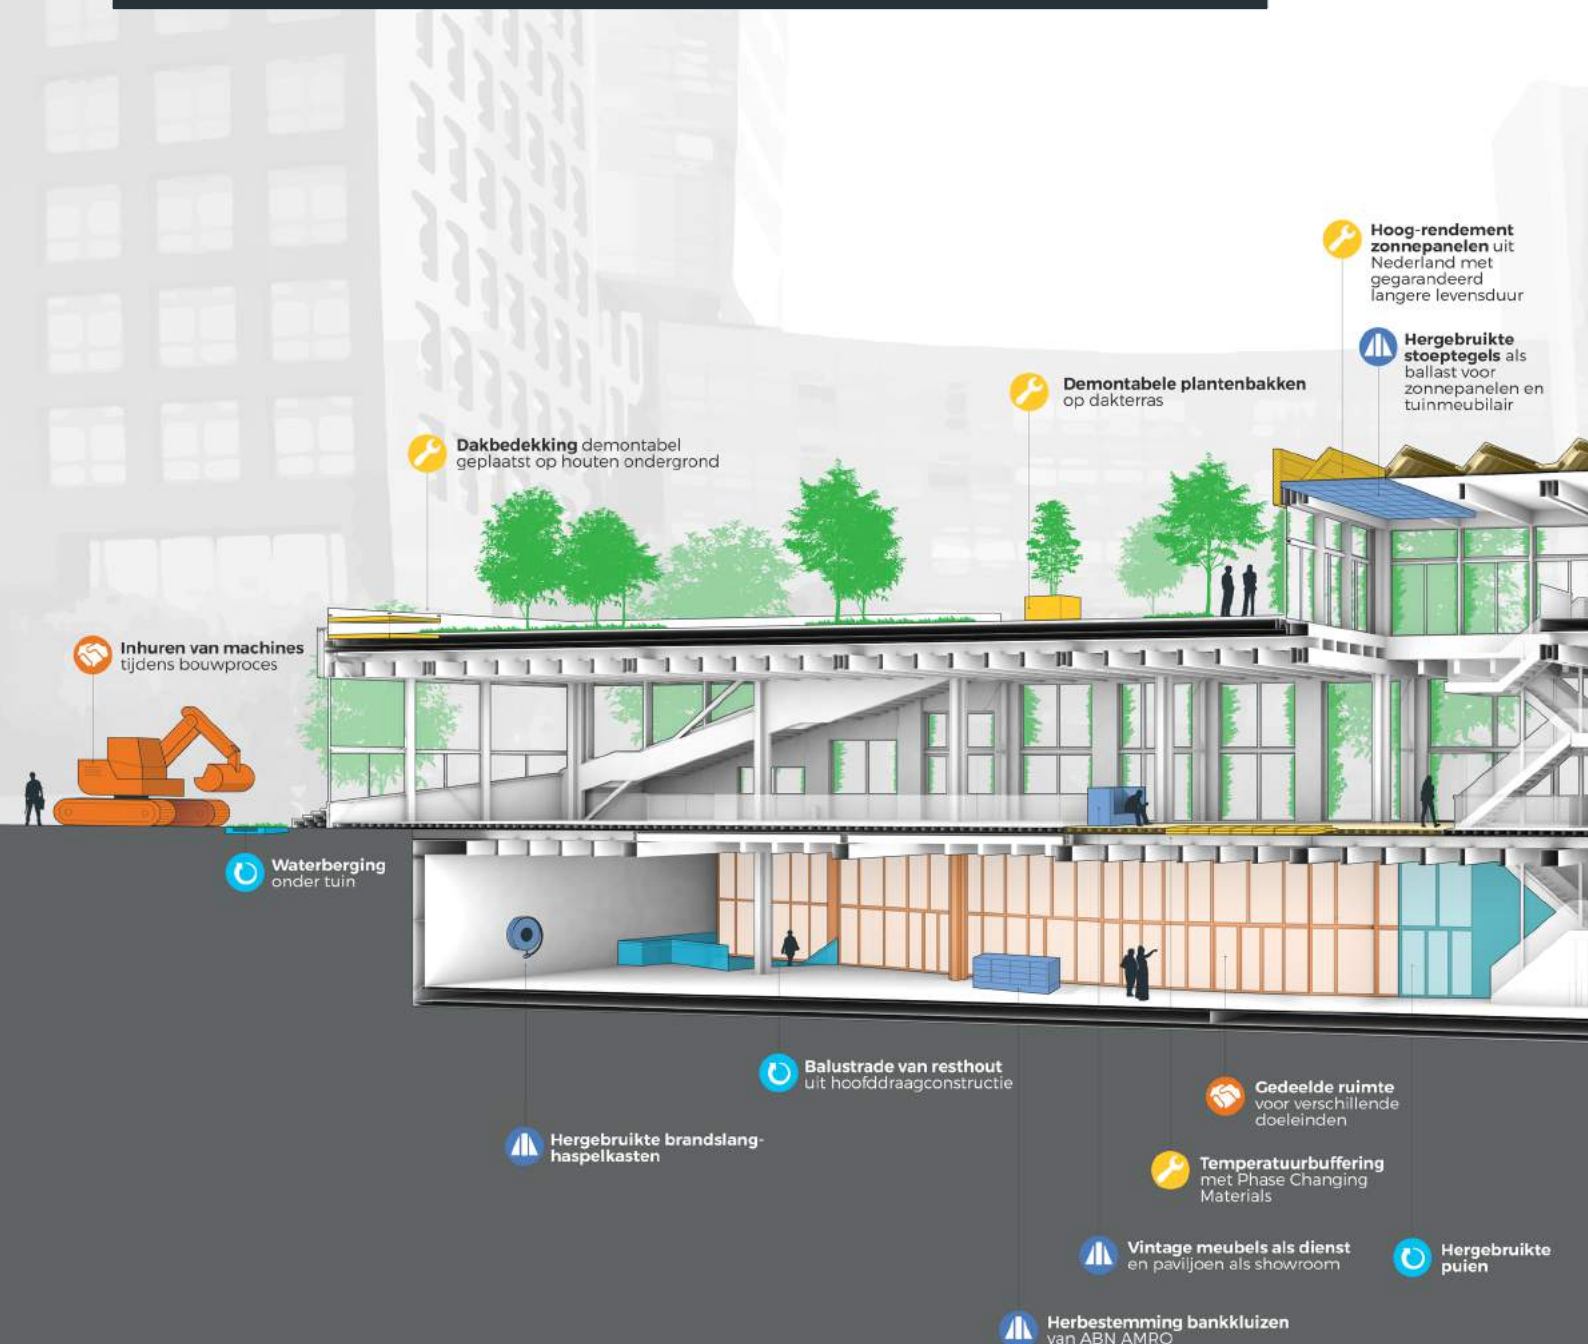 Hoog-rendement
zonnepanelen uit
Nederland met
gegarandeerd
langere levensduur
Hergebruikte
stoeptegels als
ballast voor
zonnepanelen en
tuinmeubilair
Demontabele plantenbakken
op dakterras
Dakbedekking demontabel
geplaatst op houten ondergrond
Inhuren van machines
tijdens bouwproces
Waterberging
onder tuin
Balustrade van resthout
uit hoofddraagconstructie
Gedeelde ruimte
voor verschillende
doeleinden
Hergebruikte brandslang-
haspelkasten
Temperatuurbuffering
met Phase Changing
Materials
Vintage meubels als dienst
en paviljoen als showroom
Hergebruikte
puien
Herbestemming bankkluizen
van ABN AMRO